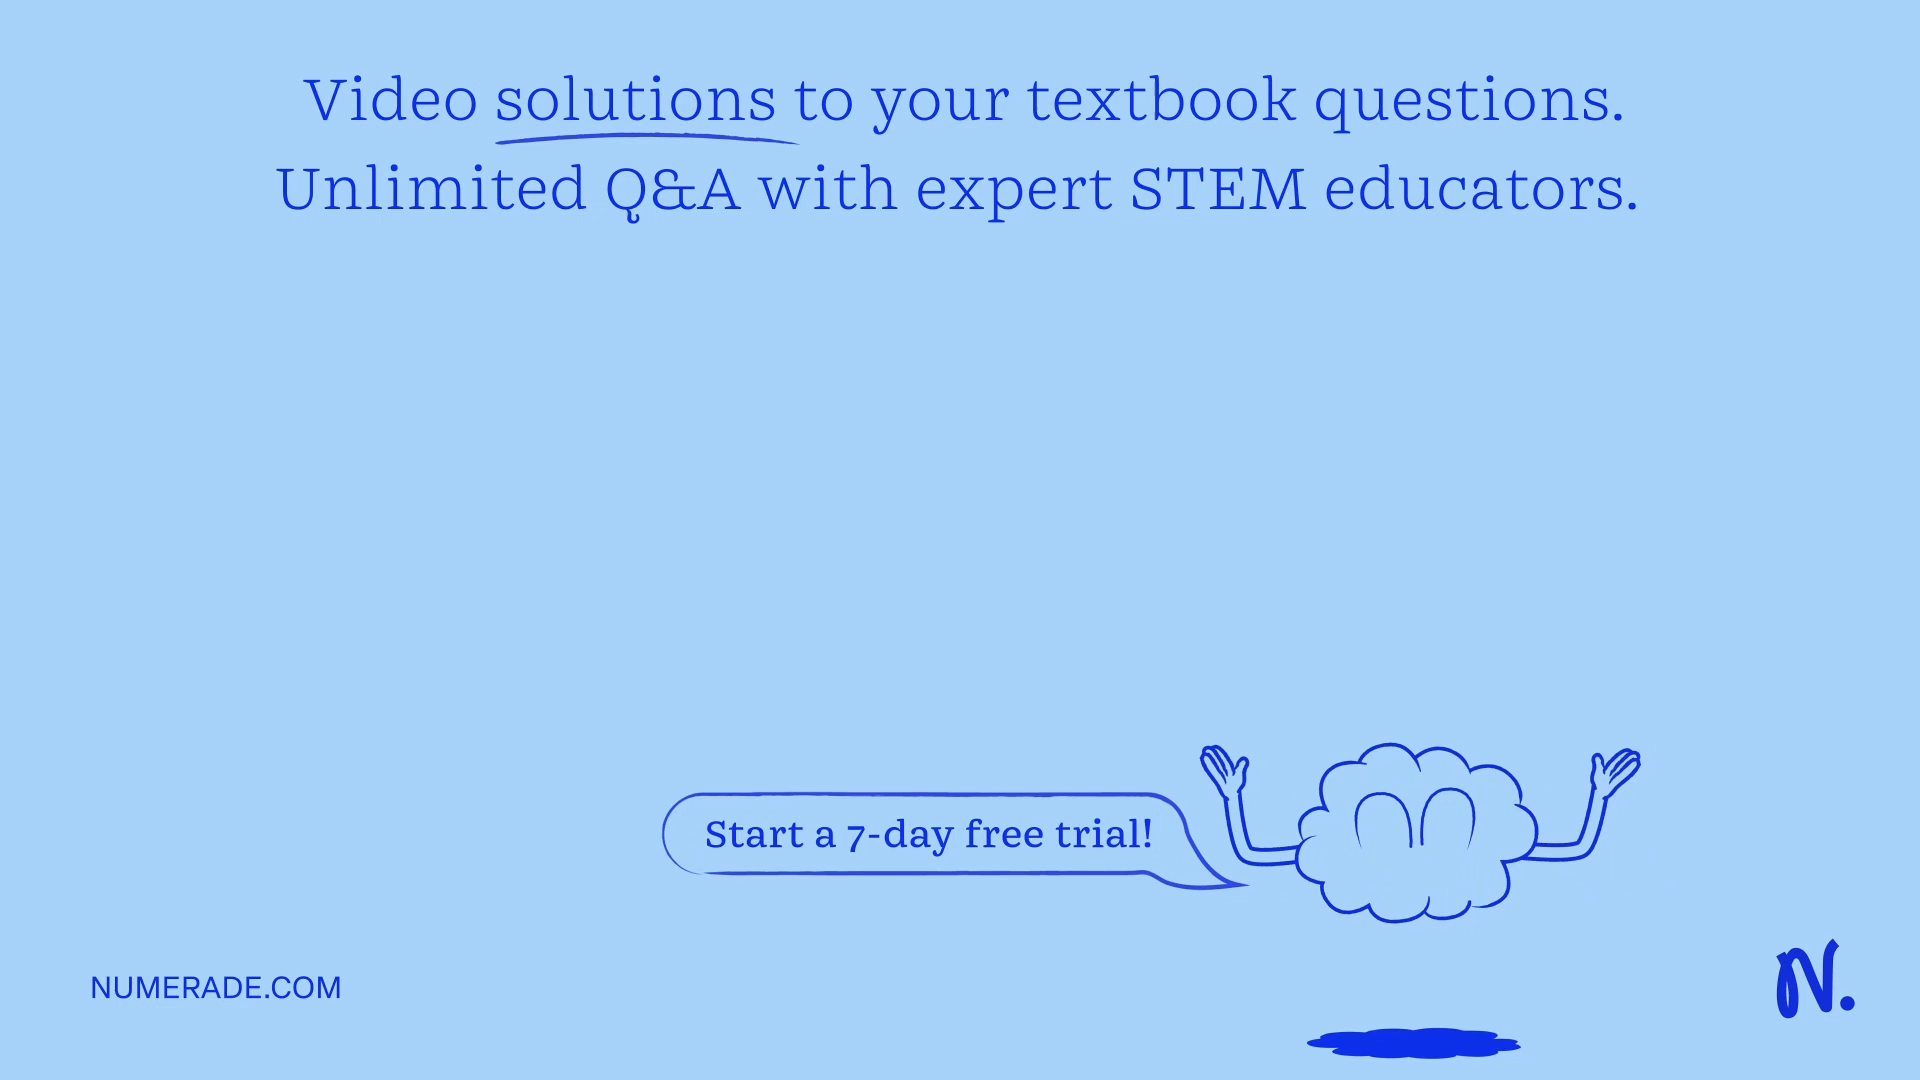 Video solutions to your textbook questions.
Unlimited Q&A with expert STEM educators.
Start a 7-day free trial!
NUMERADE.COM
N.